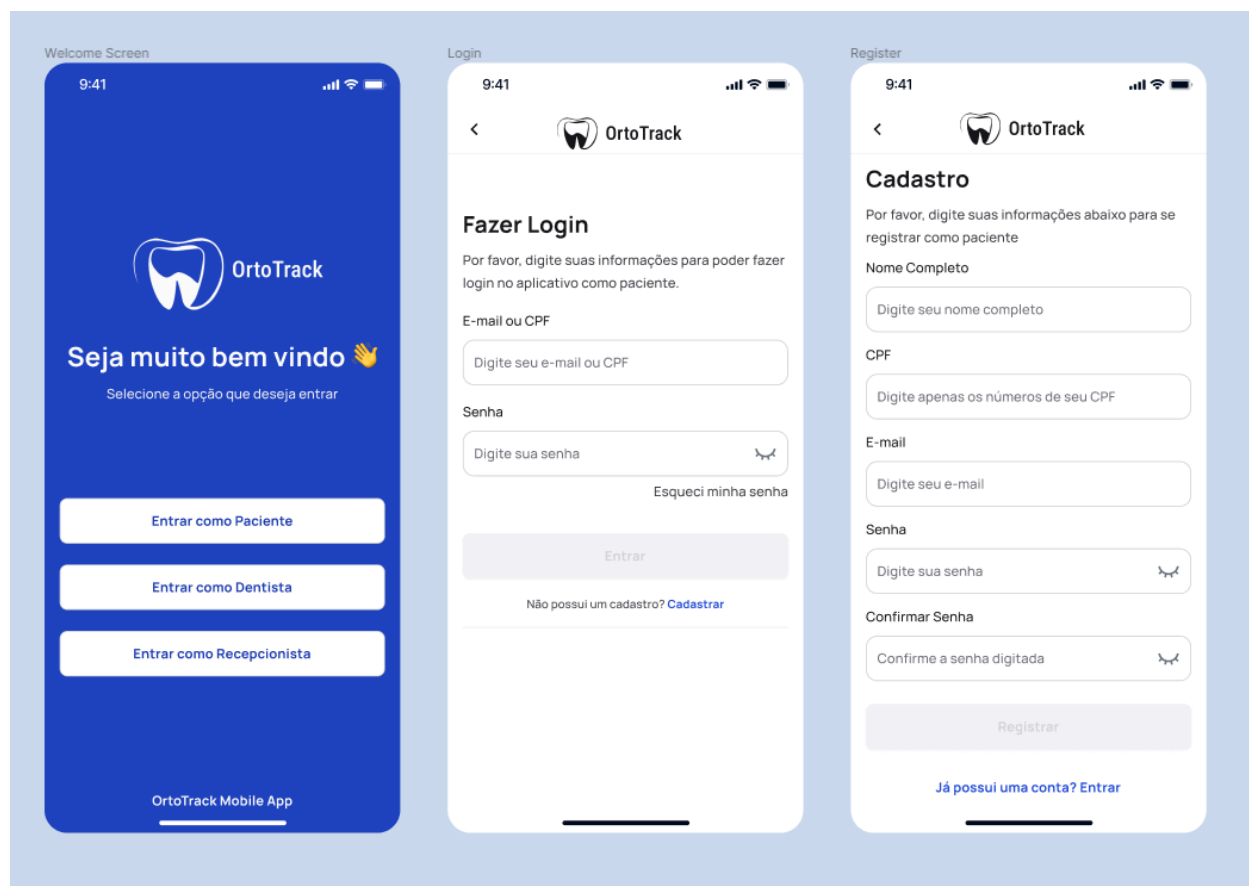 Welcome Screen
9:41
OrtoTrack
Seja muito bem vindo 👋
Selecione a opção que deseja entrar
Entrar como Paciente
Entrar como Dentista
Entrar como Recepcionista
OrtoTrack Mobile App
Login
9:41
OrtoTrack
Fazer Login
Por favor, digite suas informações para poder fazer
login no aplicativo como paciente.
E-mail ou CPF
Digite seu e-mail ou CPF
Senha
Digite sua senha
Esqueci minha senha
Entrar
Não possui um cadastro? Cadastrar
Register
9:41
OrtoTrack
Cadastro
Por favor, digite suas informações abaixo para se
registrar como paciente
Nome Completo
Digite seu nome completo
CPF
Digite apenas os números de seu CPF
E-mail
Digite seu e-mail
Senha
Digite sua senha
Confirmar Senha
Confirme a senha digitada
Registrar
Já possui uma conta? Entrar